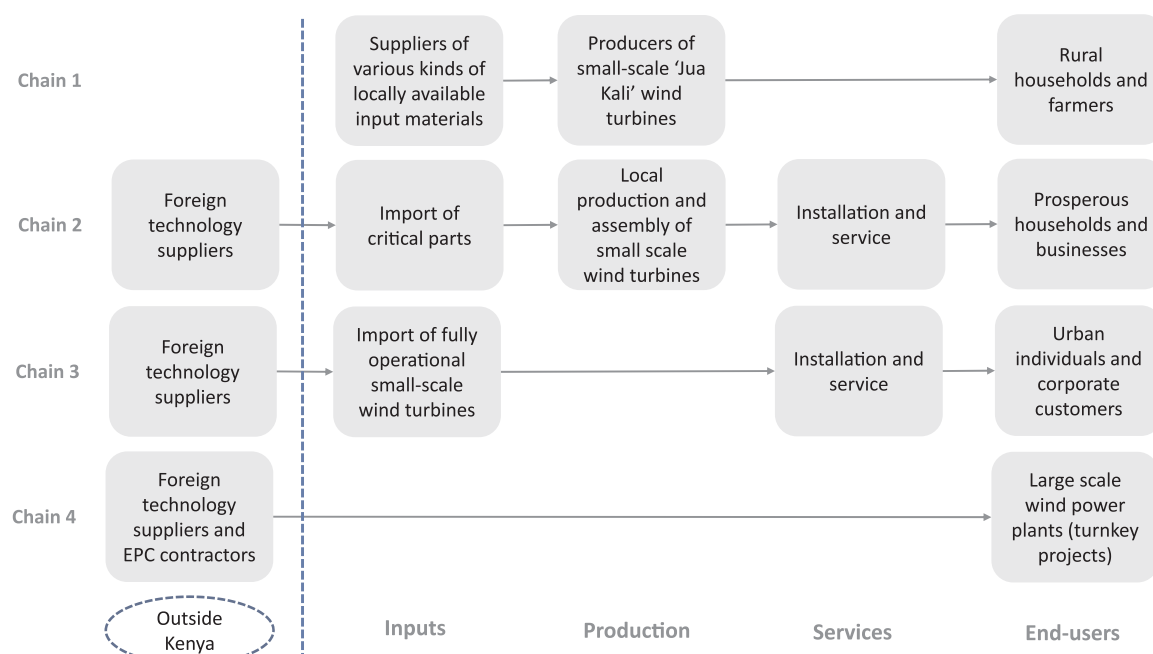 Chain 1
Suppliers of
various kinds of
locally available
input materials
Producers of
small-scale ‘Jua
Kali’ wind
turbines
Rural
households and
farmers
Chain 2
Foreign
technology
suppliers
Import of
critical parts
Local
production and
assembly of
small scale
wind turbines
Installation and
service
Prosperous
households and
businesses
Chain 3
Foreign
technology
suppliers
Import of fully
operational
small-scale
wind turbines
Installation and
service
Urban
individuals and
corporate
customers
Chain 4
Foreign
technology
suppliers and
EPC contractors
Large scale
wind power
plants (turnkey
projects)
Outside
Kenya
Inputs
Production
Services
End-users